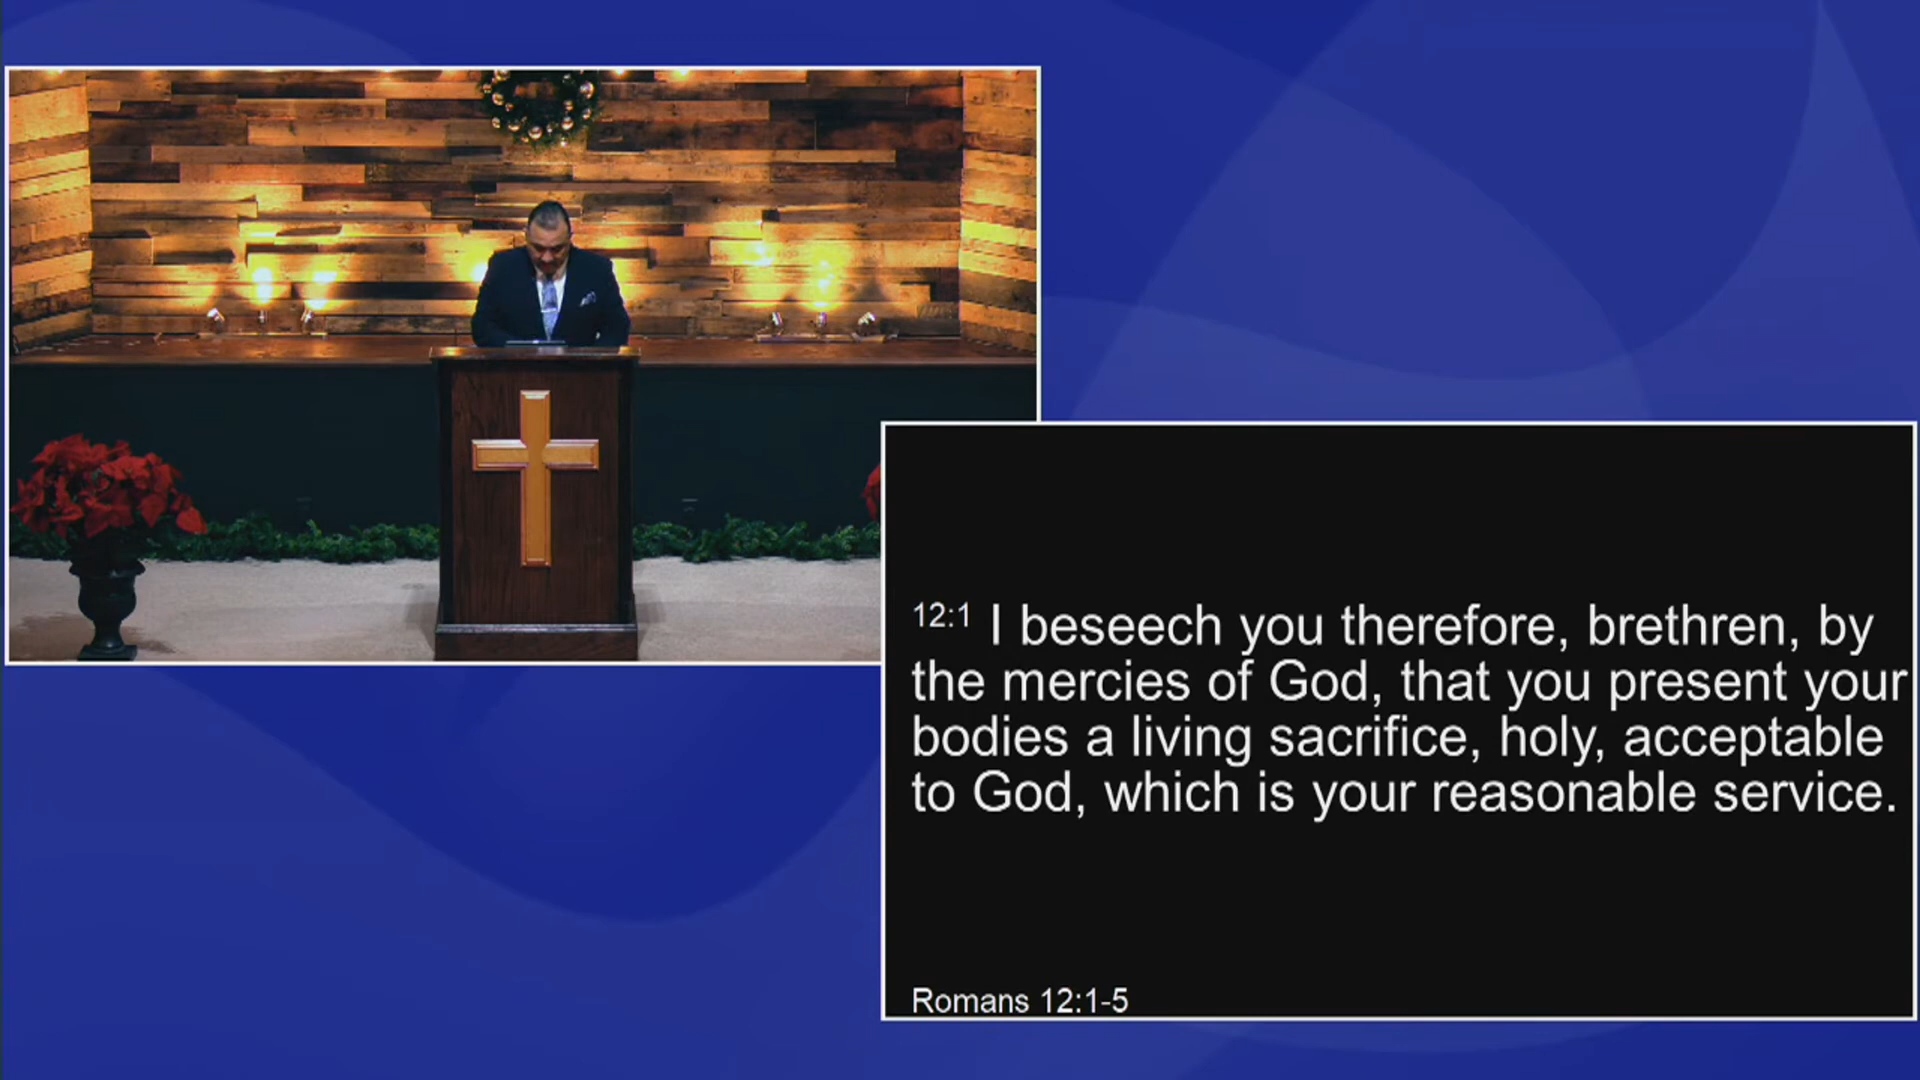 12:1 I beseech you therefore, brethren, by
the mercies of God, that you present your
bodies a living sacrifice, holy, acceptable
to God, which is your reasonable service.
Romans 12:1-5